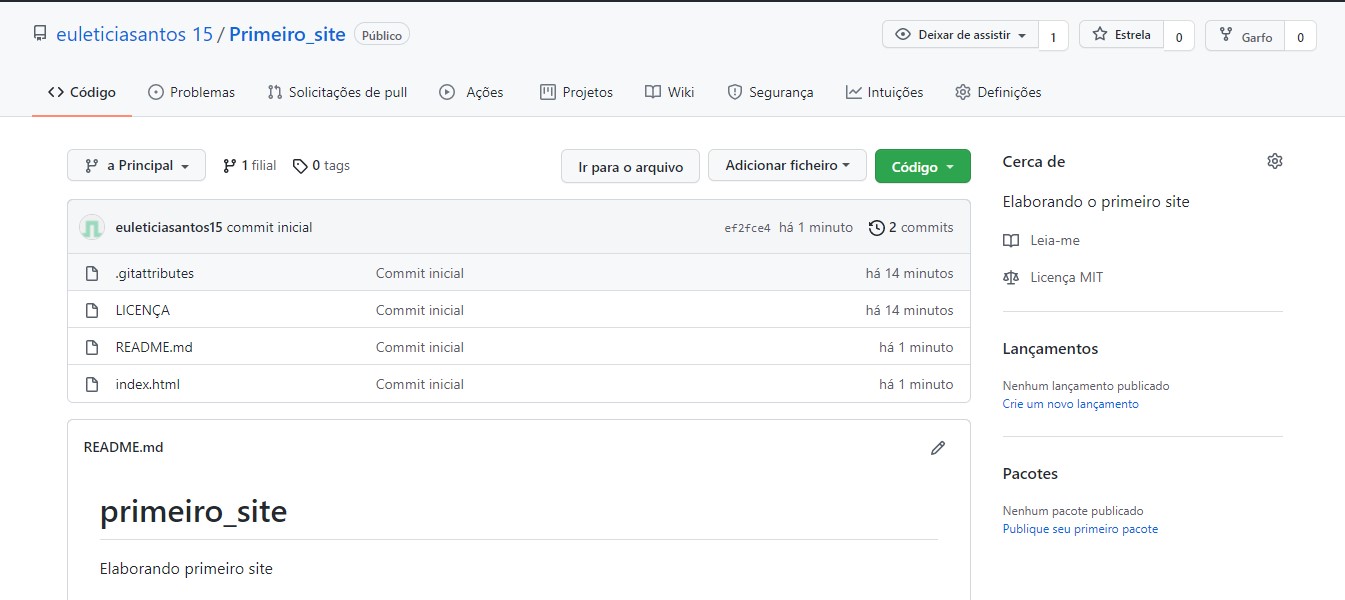 euleticiasantos 15 / Primeiro_site Público
Deixar de assistir 1 Estrela 0 Garfo 0
Código Problemas Solicitações de pull Ações Projetos Wiki Segurança Intuições Definições
a Principal 1 filial 0 tags Ir para o arquivo Adicionar ficheiro Código
euleticiasantos15 commit inicial ef2fce4 há 1 minuto 2 commits
.gitattributes Commit inicial há 14 minutos
LICENÇA Commit inicial há 14 minutos
README.md Commit inicial há 1 minuto
index.html Commit inicial há 1 minuto
README.md
primeiro_site
Elaborando primeiro site
Cerca de
Elaborando o primeiro site
Leia-me
Licença MIT
Lançamentos
Nenhum lançamento publicado
Crie um novo lançamento
Pacotes
Nenhum pacote publicado
Publique seu primeiro pacote